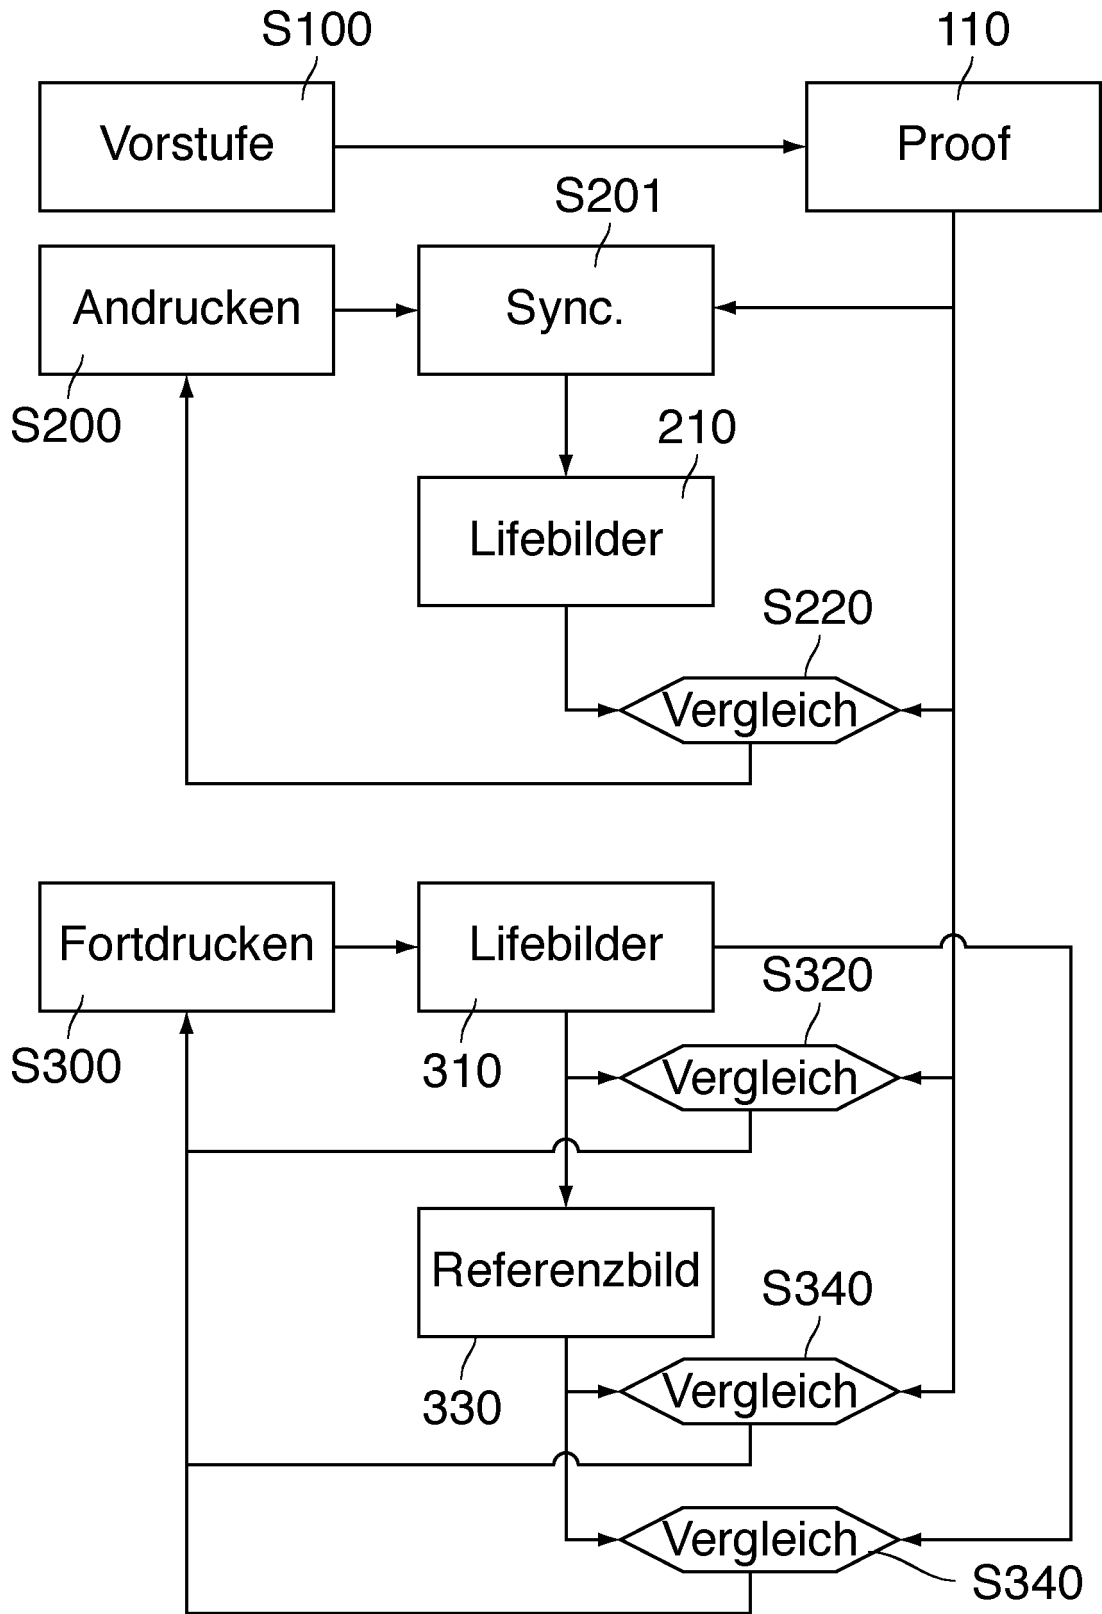 S100
110
Vorstufe
Proof
S201
Andrucken
Sync.
S200
210
Lifebilder
S220
Vergleich
Fortdrucken
Lifebilder
S320
S300
310
Vergleich
Referenzbild
S340
330
Vergleich
Vergleich
S340